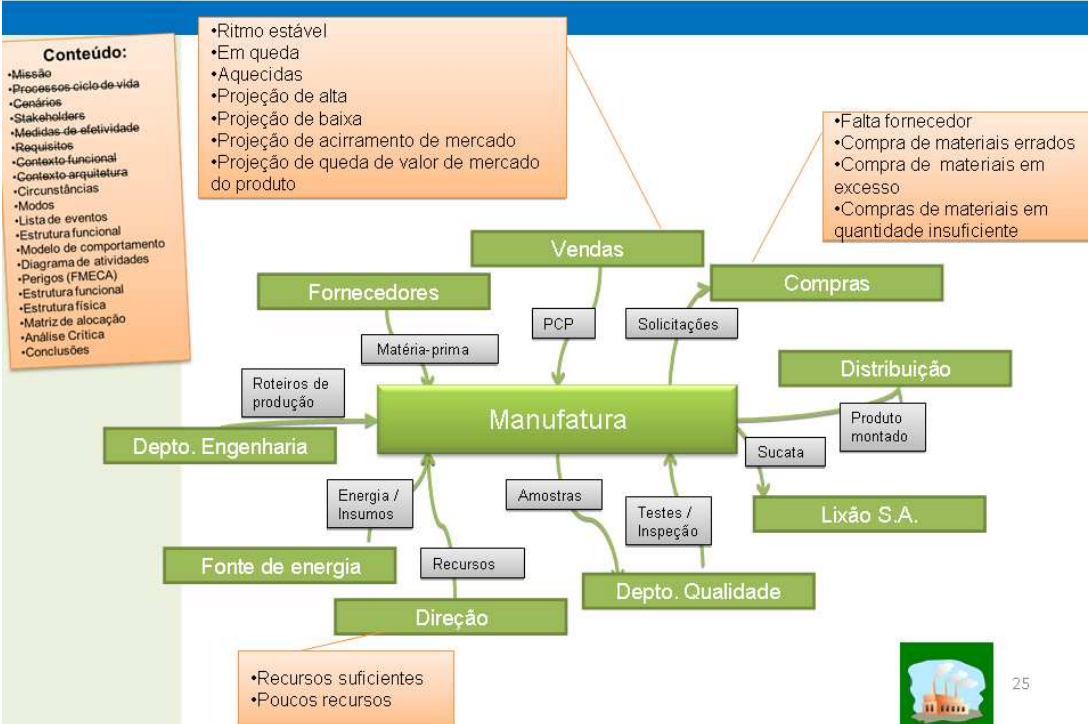 Conteúdo:
•Missão
•Processos ciclo de vida
•Cenários
•Stakeholders
•Medidas de efetividade
•Requisitos
•Contexto funcional
•Contexto arquitetura
•Circunstâncias
•Modos
•Lista de eventos
•Estrutura funcional
•Modelo de comportamento
•Diagrama de atividades
•Perigos (FMECA)
•Estrutura funcional
•Estrutura física
•Matriz de alocação
•Análise Crítica
•Conclusões
•Ritmo estável
•Em queda
•Aquecidas
•Projeção de alta
•Projeção de baixa
•Projeção de acirramento de mercado
•Projeção de queda de valor de mercado
do produto
•Falta fornecedor
•Compra de materiais errados
•Compra de  materiais em
excesso
•Compras de materiais em
quantidade insuficiente
Vendas
Fornecedores
Compras
PCP
Solicitações
Matéria-prima
Distribuição
Roteiros de
produção
Manufatura
Produto
montado
Depto. Engenharia
Sucata
Energia /
Insumos
Amostras
Testes /
Inspeção
Lixão S.A.
Fonte de energia
Recursos
Depto. Qualidade
Direção
•Recursos suficientes
•Poucos recursos
25